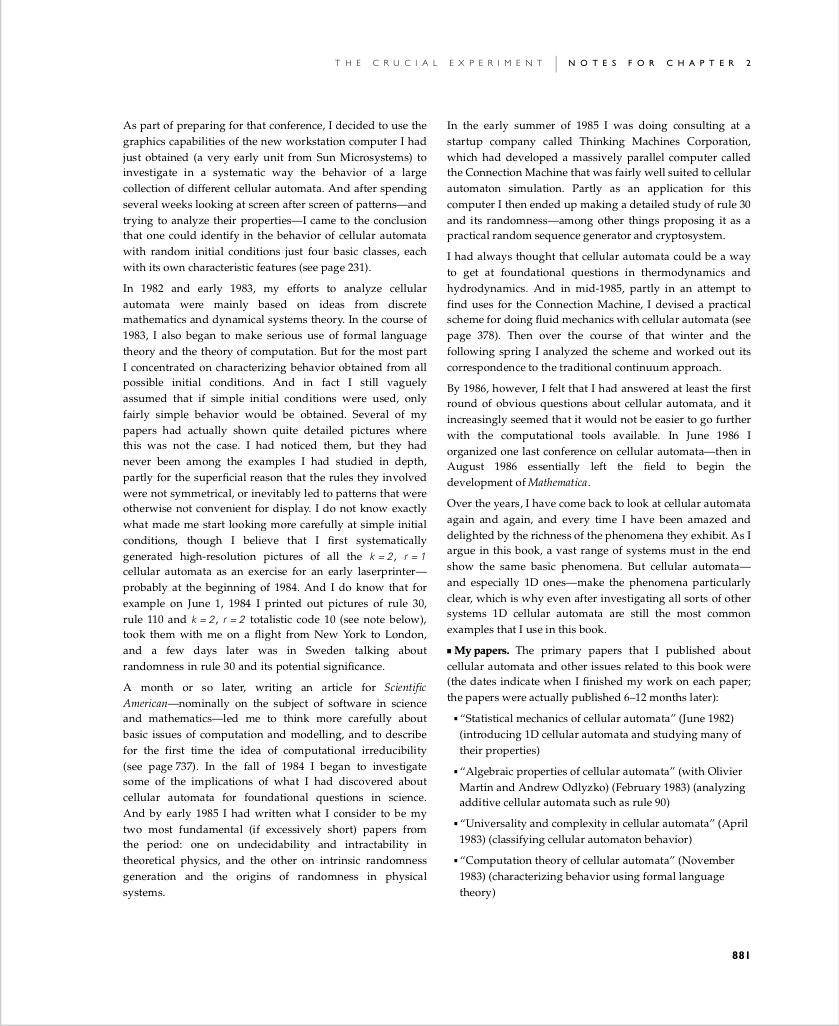 THE CRUCIAL EXPERIMENT | NOTES FOR CHAPTER 2
As part of preparing for that conference, I decided to use the
graphics capabilities of the new workstation computer I had
just obtained (a very early unit from Sun Microsystems) to
investigate in a systematic way the behavior of a large
collection of different cellular automata. And after spending
several weeks looking at screen after screen of patterns—and
trying to analyze their properties—I came to the conclusion
that one could identify in the behavior of cellular automata
with random initial conditions just four basic classes, each
with its own characteristic features (see page 231).
In 1982 and early 1983, my efforts to analyze cellular
automata were mainly based on ideas from discrete
mathematics and dynamical systems theory. In the course of
1983, I also began to make serious use of formal language
theory and the theory of computation. But for the most part
I concentrated on characterizing behavior obtained from all
possible initial conditions. And in fact I still vaguely
assumed that if simple initial conditions were used, only
fairly simple behavior would be obtained. Several of my
papers had actually shown quite detailed pictures where
this was not the case. I had noticed them, but they had
never been among the examples I had studied in depth,
partly for the superficial reason that the rules they involved
were not symmetrical, or inevitably led to patterns that were
otherwise not convenient for display. I do not know exactly
what made me start looking more carefully at simple initial
conditions, though I believe that I first systematically
generated high-resolution pictures of all the k = 2, r = 1
cellular automata as an exercise for an early laserprinter—
probably at the beginning of 1984. And I do know that for
example on June 1, 1984 I printed out pictures of rule 30,
rule 110 and k = 2, r = 2 totalistic code 10 (see note below),
took them with me on a flight from New York to London,
and a few days later was in Sweden talking about
randomness in rule 30 and its potential significance.
A month or so later, writing an article for Scientific
American—nominally on the subject of software in science
and mathematics—led me to think more carefully about
basic issues of computation and modelling, and to describe
for the first time the idea of computational irreducibility
(see page 737). In the fall of 1984 I began to investigate
some of the implications of what I had discovered about
cellular automata for foundational questions in science.
And by early 1985 I had written what I consider to be my
two most fundamental (if excessively short) papers from
the period: one on undecidability and intractability in
theoretical physics, and the other on intrinsic randomness
generation and the origins of randomness in physical
systems.
In the early summer of 1985 I was doing consulting at a
startup company called Thinking Machines Corporation,
which had developed a massively parallel computer called
the Connection Machine that was fairly well suited to cellular
automaton simulation. Partly as an application for this
computer I then ended up making a detailed study of rule 30
and its randomness—among other things proposing it as a
practical random sequence generator and cryptosystem.
I had always thought that cellular automata could be a way
to get at foundational questions in thermodynamics and
hydrodynamics. And in mid-1985, partly in an attempt to
find uses for the Connection Machine, I devised a practical
scheme for doing fluid mechanics with cellular automata (see
page 378). Then over the course of that winter and the
following spring I analyzed the scheme and worked out its
correspondence to the traditional continuum approach.
By 1986, however, I felt that I had answered at least the first
round of obvious questions about cellular automata, and it
increasingly seemed that it would not be easier to go further
with the computational tools available. In June 1986 I
organized one last conference on cellular automata—then in
August 1986 essentially left the field to begin the
development of Mathematica.
Over the years, I have come back to look at cellular automata
again and again, and every time I have been amazed and
delighted by the richness of the phenomena they exhibit. As I
argue in this book, a vast range of systems must in the end
show the same basic phenomena. But cellular automata—
and especially 1D ones—make the phenomena particularly
clear, which is why even after investigating all sorts of other
systems 1D cellular automata are still the most common
examples that I use in this book.
▪ My papers. The primary papers that I published about
cellular automata and other issues related to this book were
(the dates indicate when I finished my work on each paper;
the papers were actually published 6–12 months later):
▪ “Statistical mechanics of cellular automata” (June 1982)
(introducing 1D cellular automata and studying many of
their properties)
▪ “Algebraic properties of cellular automata” (with Olivier
Martin and Andrew Odlyzko) (February 1983) (analyzing
additive cellular automata such as rule 90)
▪ “Universality and complexity in cellular automata” (April
1983) (classifying cellular automaton behavior)
▪ “Computation theory of cellular automata” (November
1983) (characterizing behavior using formal language
theory)
881